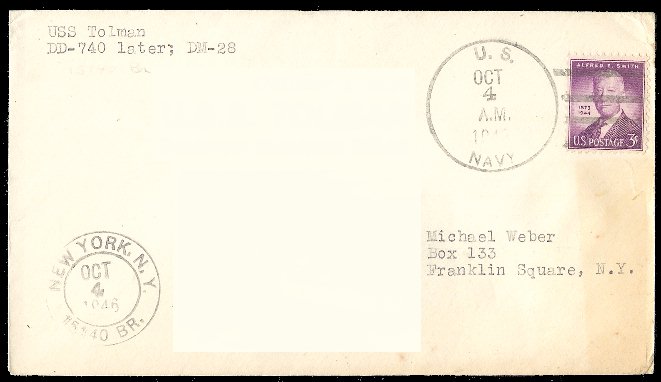 USS Tolman
DD-740 later; DM-28
U. S.
OCT
4
A.M.
NAVY
ALFRED E. SMITH
1873
1944
U.S. POSTAGE 3¢
Michael Weber
Box 133
Franklin Square, N.Y.
NEW YORK, N.Y.
OCT
4
1946
BR.